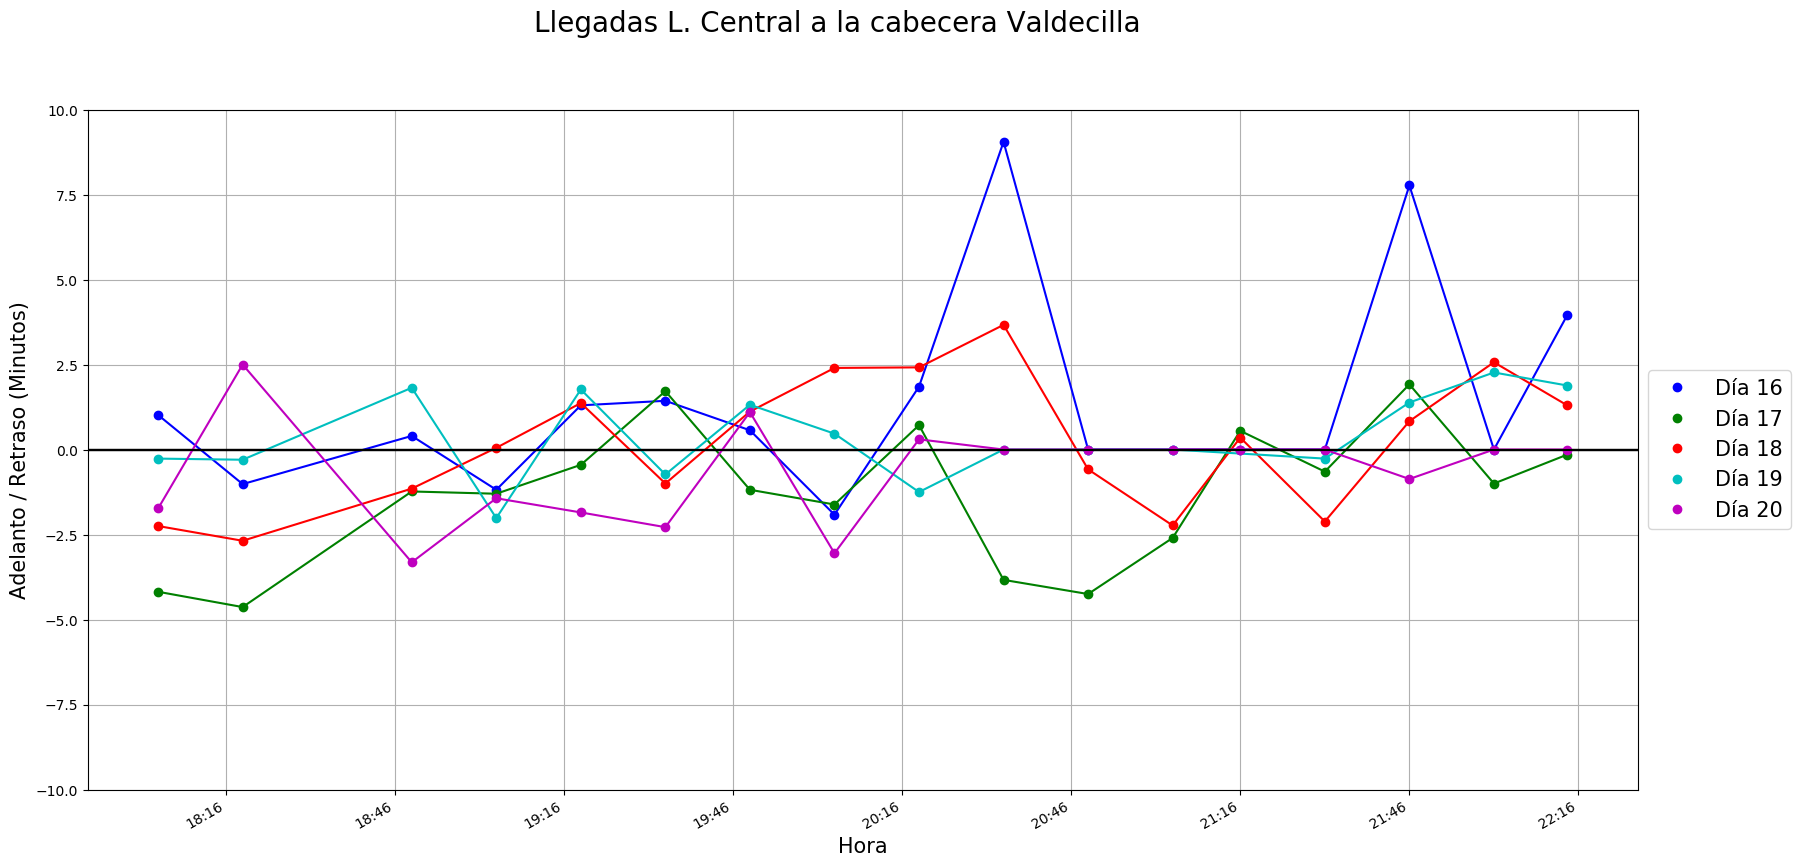 Llegadas L. Central a la cabecera Valdecilla
Adelanto / Retraso (Minutos)
10.0
7.5
5.0
2.5
0.0
−2.5
−5.0
−7.5
−10.0
18:16
18:46
19:16
19:46
20:16
20:46
21:16
21:46
22:16
Hora
Día 16
Día 17
Día 18
Día 19
Día 20